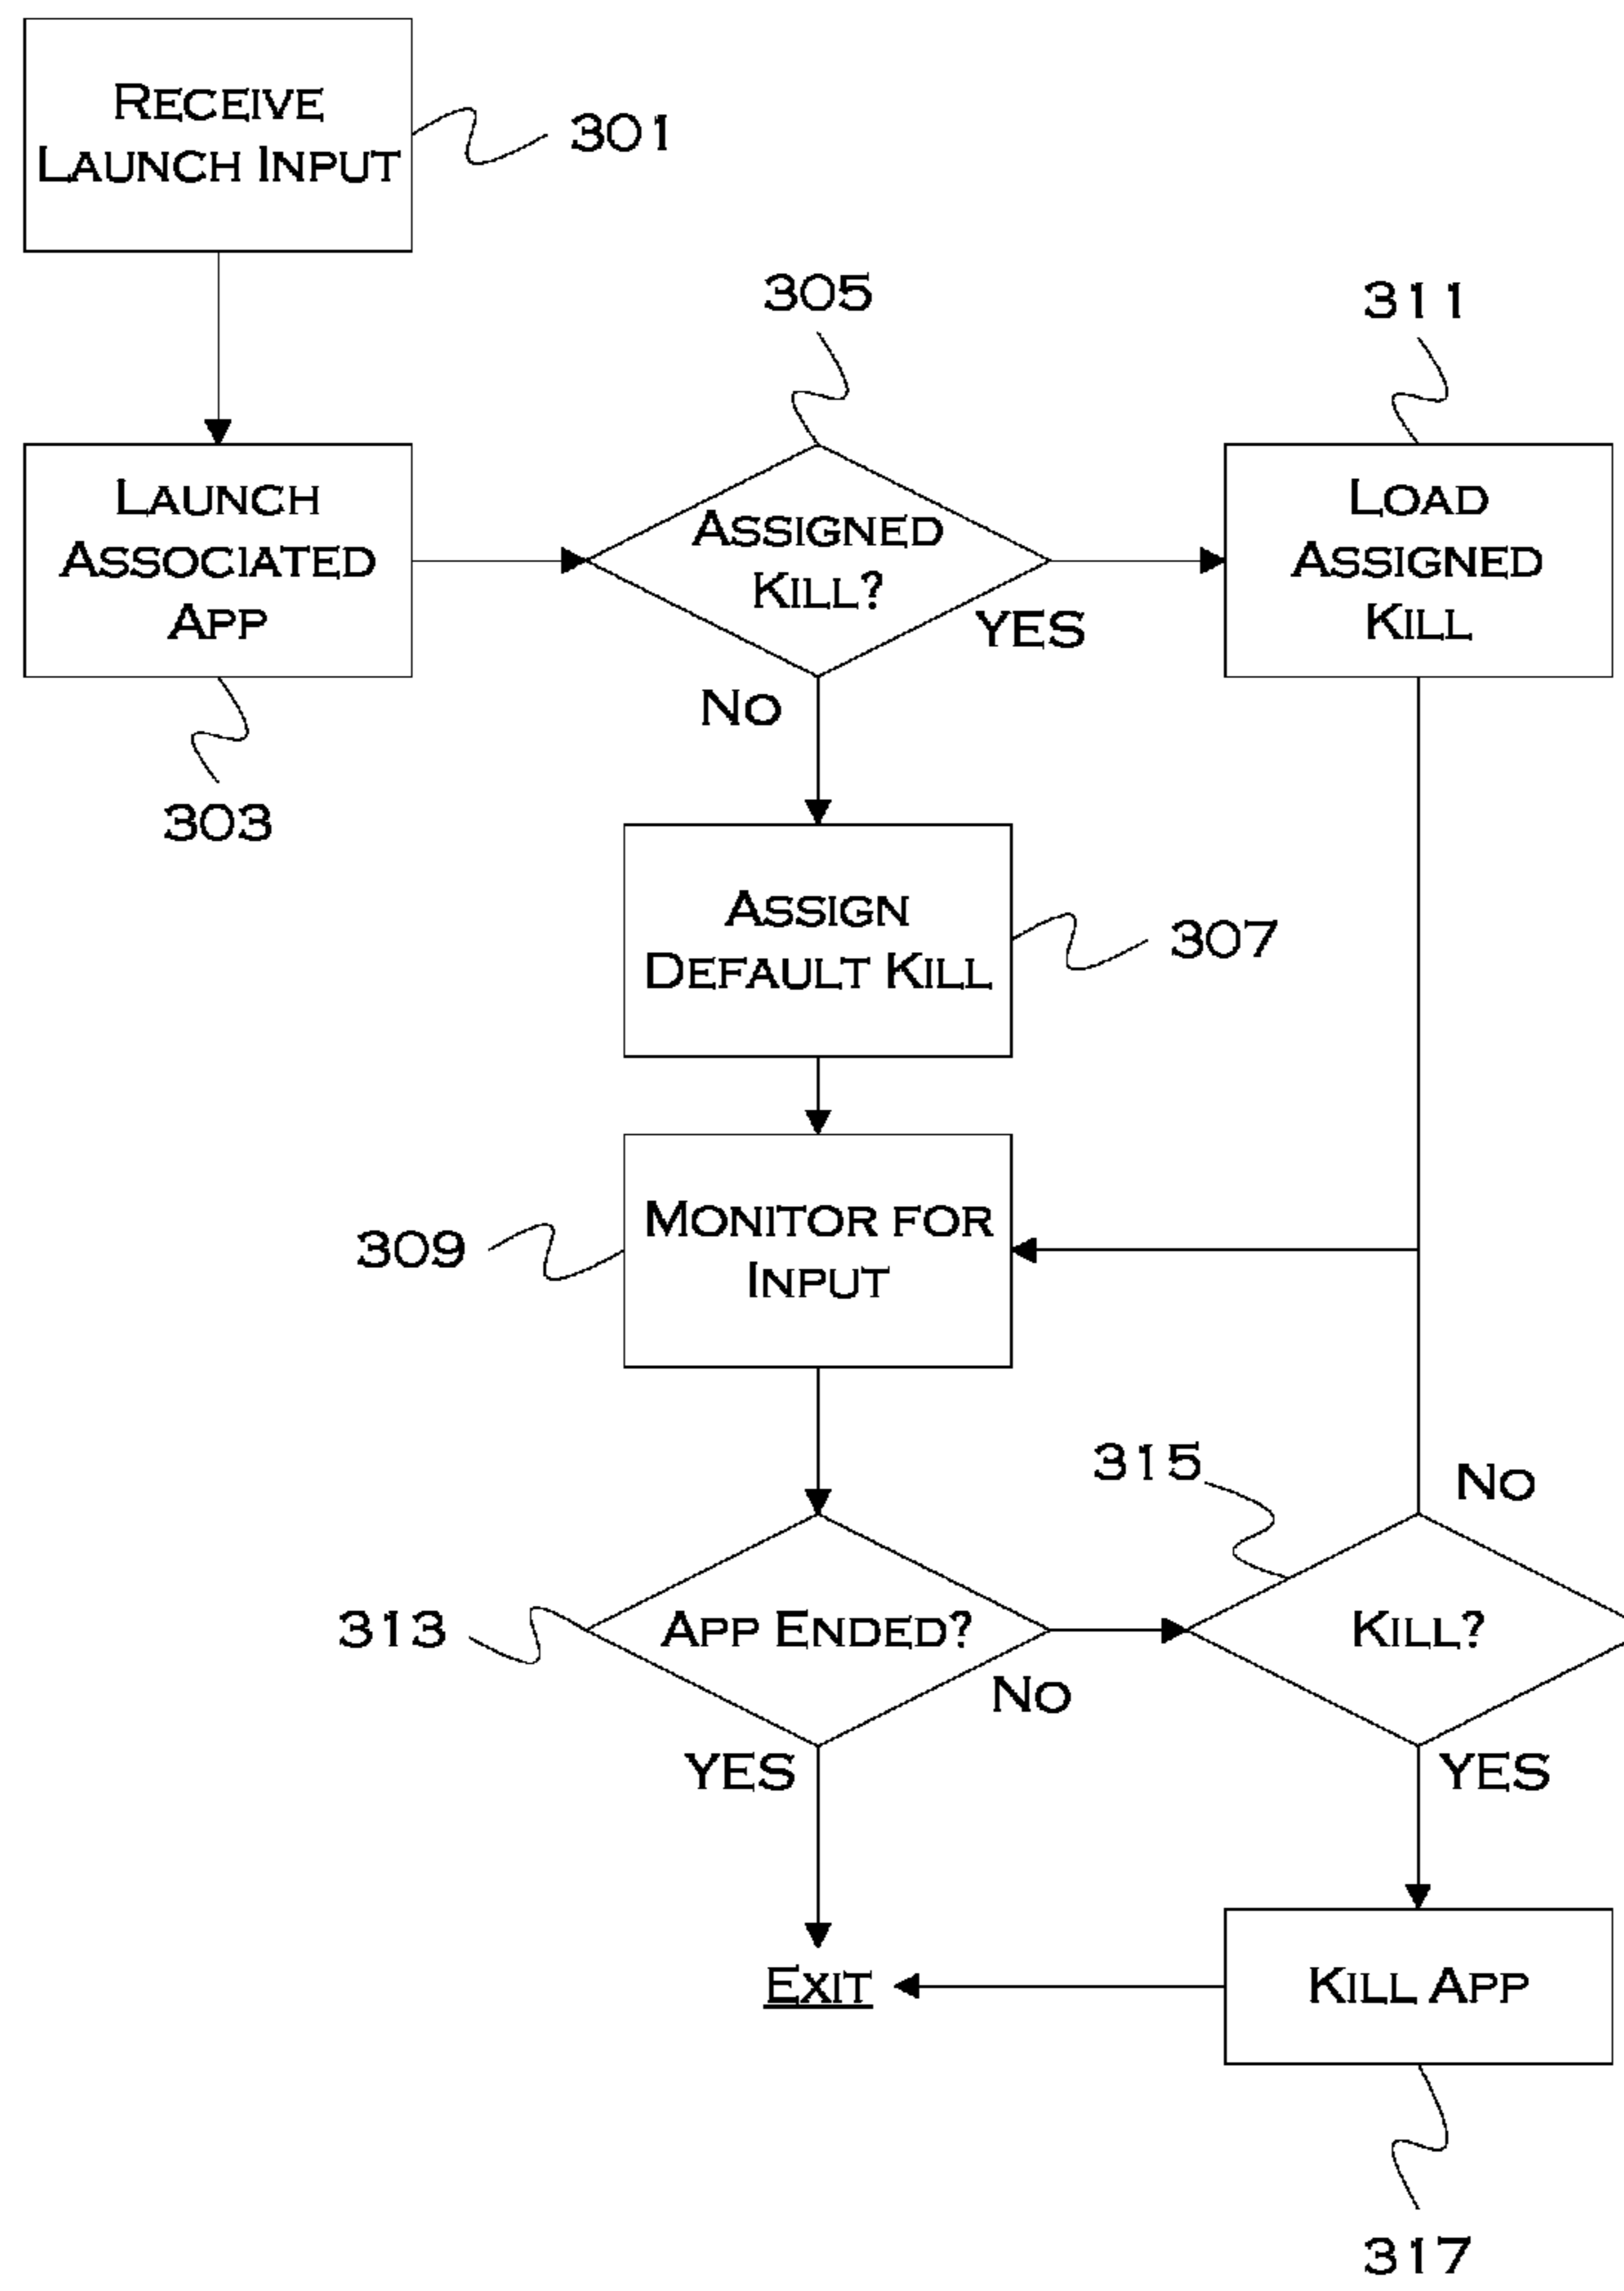 RECEIVE
LAUNCH INPUT
301
305
311
LAUNCH
ASSOCIATED
APP
ASSIGNED
KILL?
YES
NO
LOAD
ASSIGNED
KILL
303
ASSIGN
DEFAULT KILL
307
MONITOR FOR
INPUT
309
315
NO
313
APP ENDED?
NO
YES
KILL?
YES
EXIT
KILL APP
317